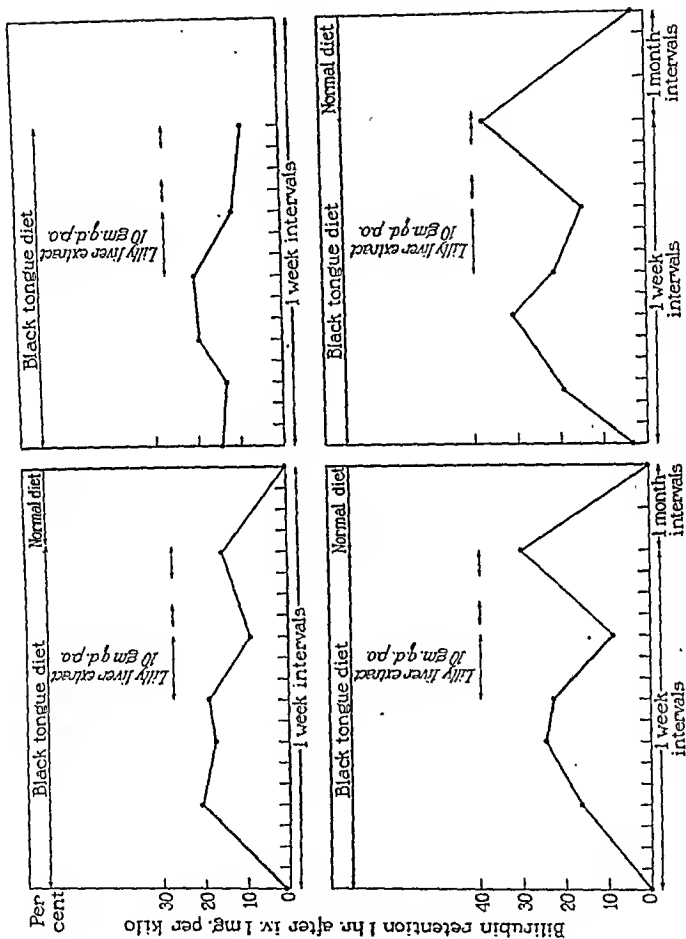 Bilirubin retention 1 hr. after i.v. 1 mg. per kilo
Per
cent
30
20
10
0
Black tongue diet
Normal diet
Lilly liver extract
10 gm. q.d. p.o.
1 week intervals
Black tongue diet
Lilly liver extract
10 gm. q.d. p.o.
1 week intervals
40
30
20
10
0
Black tongue diet
Normal diet
Lilly liver extract
10 gm. q.d. p.o.
1 week
intervals
1 month
intervals
Black tongue diet
Normal diet
Lilly liver extract
10 gm. q.d. p.o.
1 week
intervals
1 month
intervals